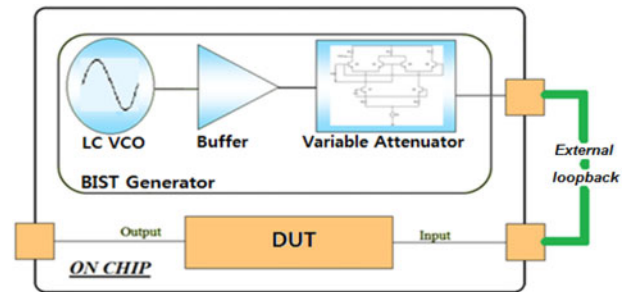 LC VCO
Buffer
Variable Attenuator
BIST Generator
External
loopback
Output
DUT
Input
ON CHIP